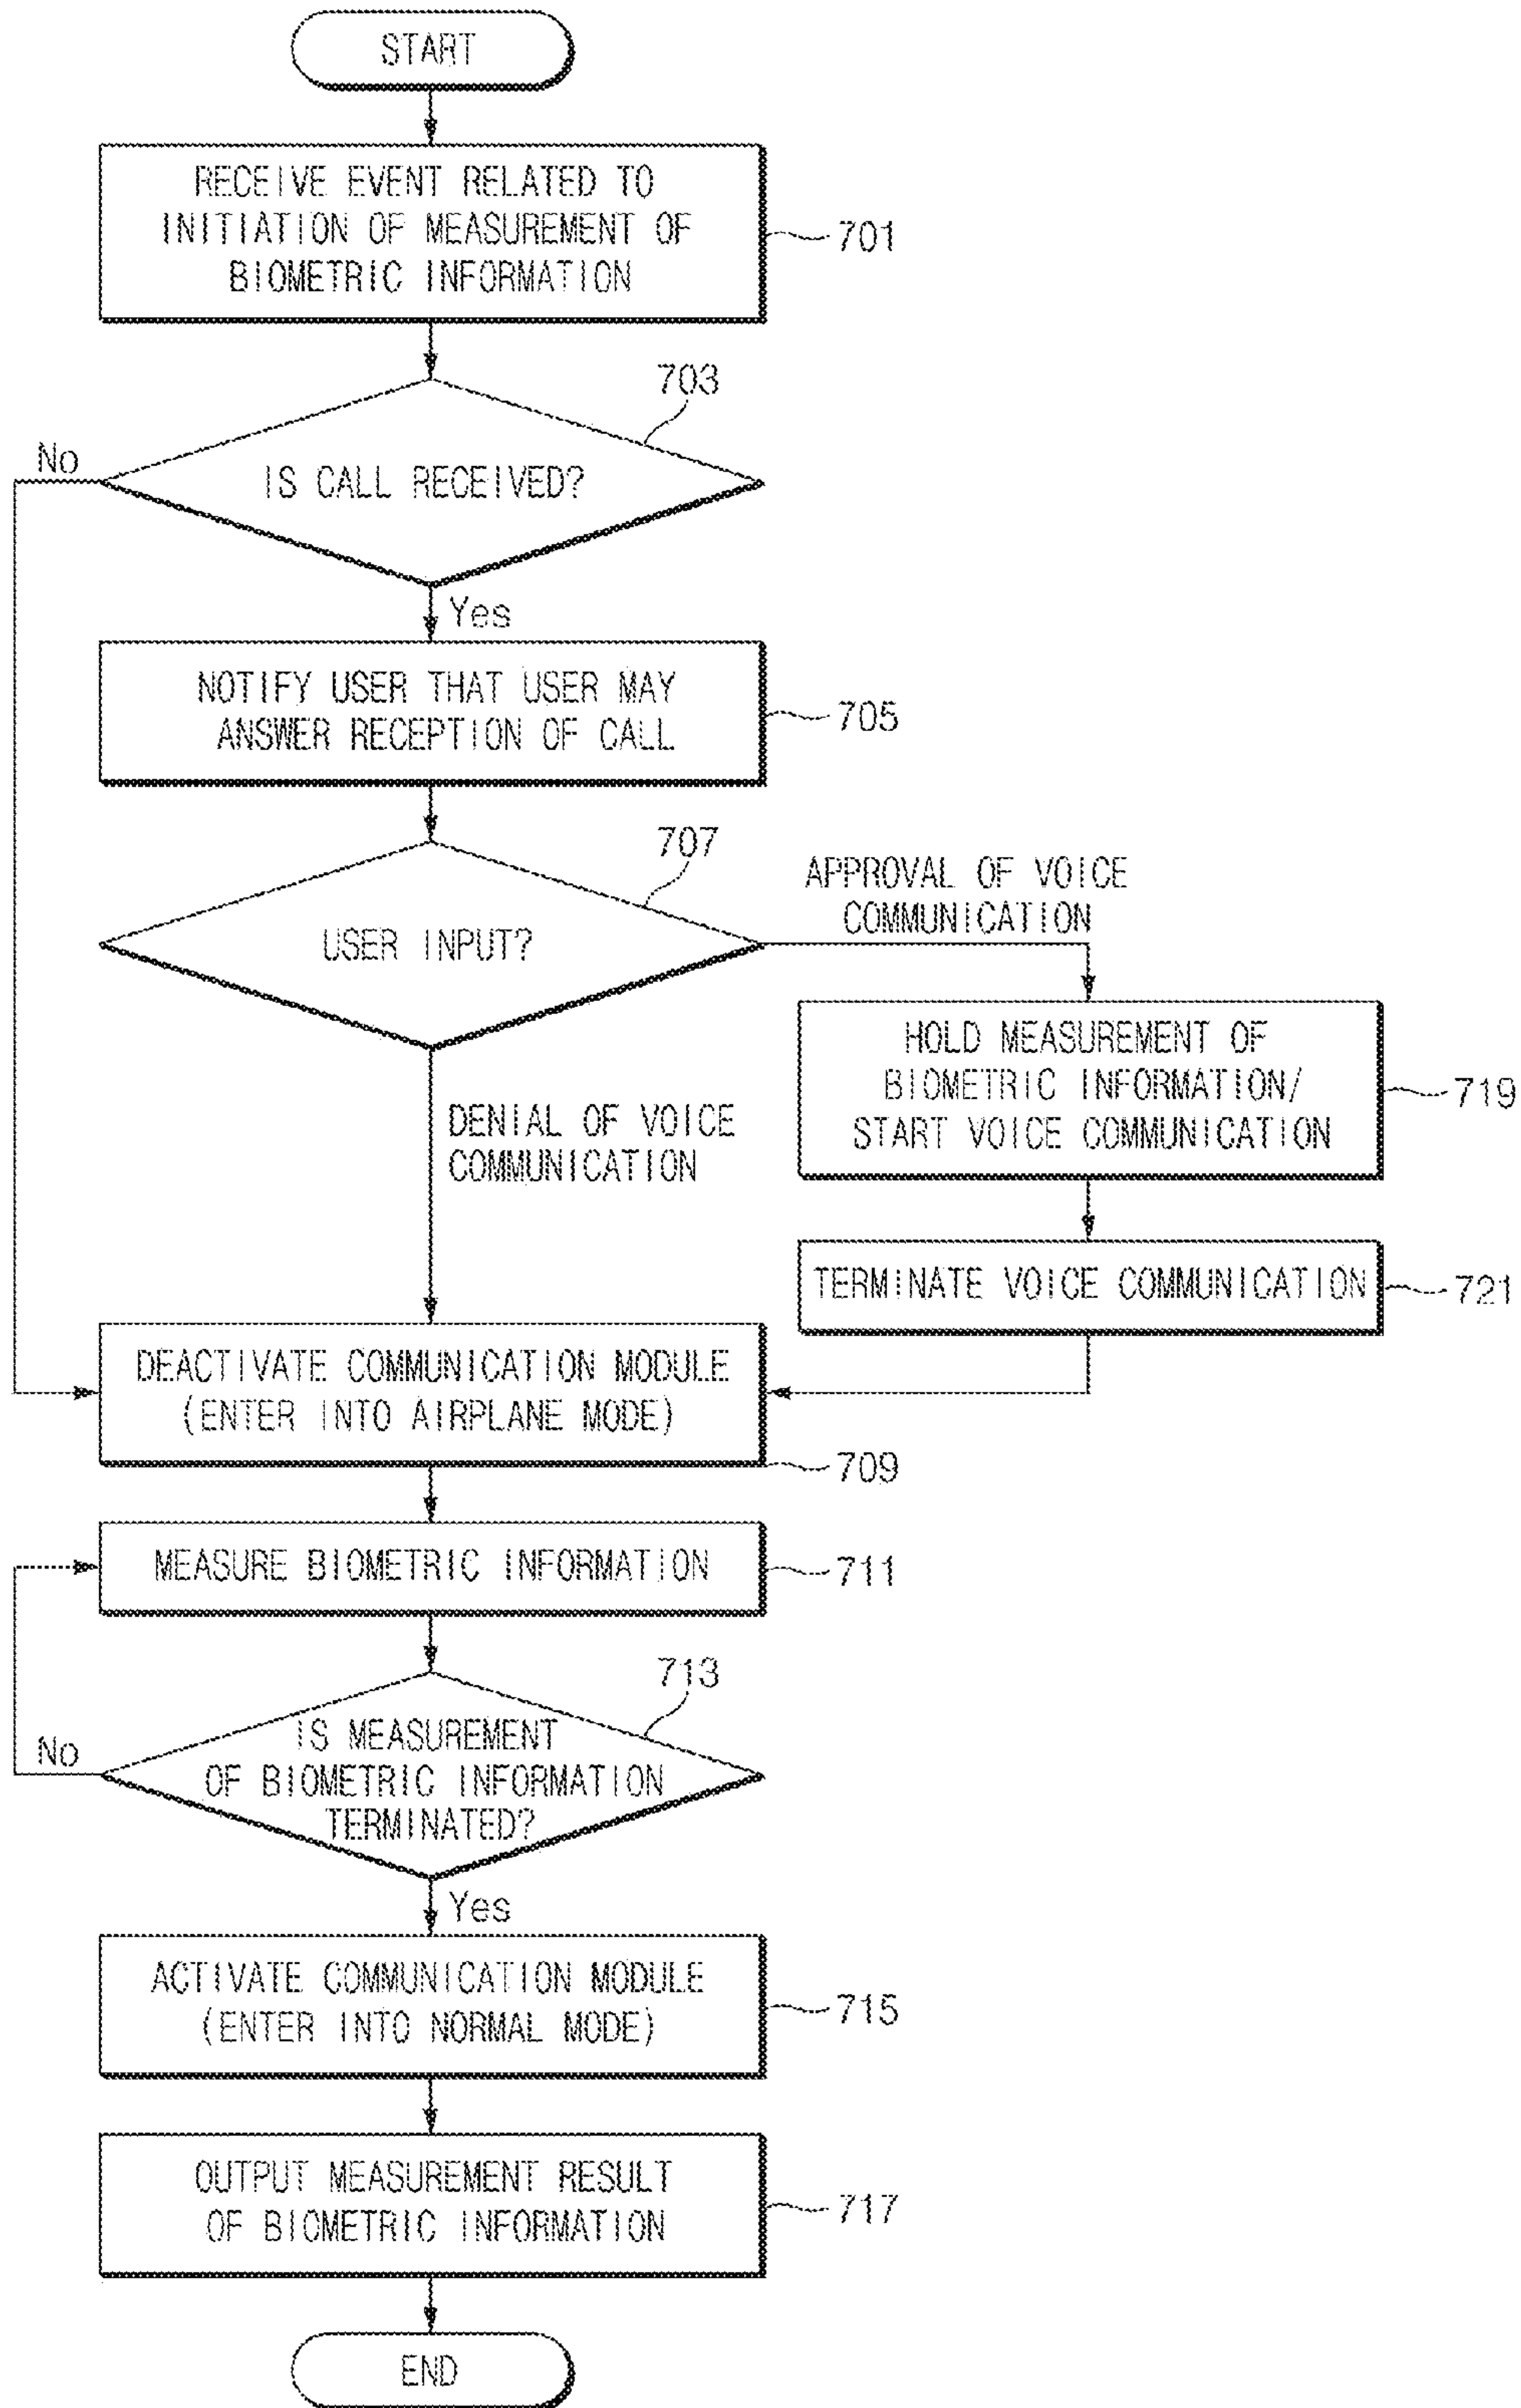 START
RECEIVE EVENT RELATED TO
INITIATION OF MEASUREMENT OF
BIOMETRIC INFORMATION
701
703
No
IS CALL RECEIVED?
Yes
NOTIFY USER THAT USER MAY
ANSWER RECEPTION OF CALL
705
707
APPROVAL OF VOICE
COMMUNICATION
USER INPUT?
HOLD MEASUREMENT OF
BIOMETRIC INFORMATION/
START VOICE COMMUNICATION
719
DENIAL OF VOICE
COMMUNICATION
TERMINATE VOICE COMMUNICATION
721
DEACTIVATE COMMUNICATION MODULE
(ENTER INTO AIRPLANE MODE)
709
MEASURE BIOMETRIC INFORMATION
711
713
No
IS MEASUREMENT
OF BIOMETRIC INFORMATION
TERMINATED?
Yes
ACTIVATE COMMUNICATION MODULE
(ENTER INTO NORMAL MODE)
715
OUTPUT MEASUREMENT RESULT
OF BIOMETRIC INFORMATION
717
END